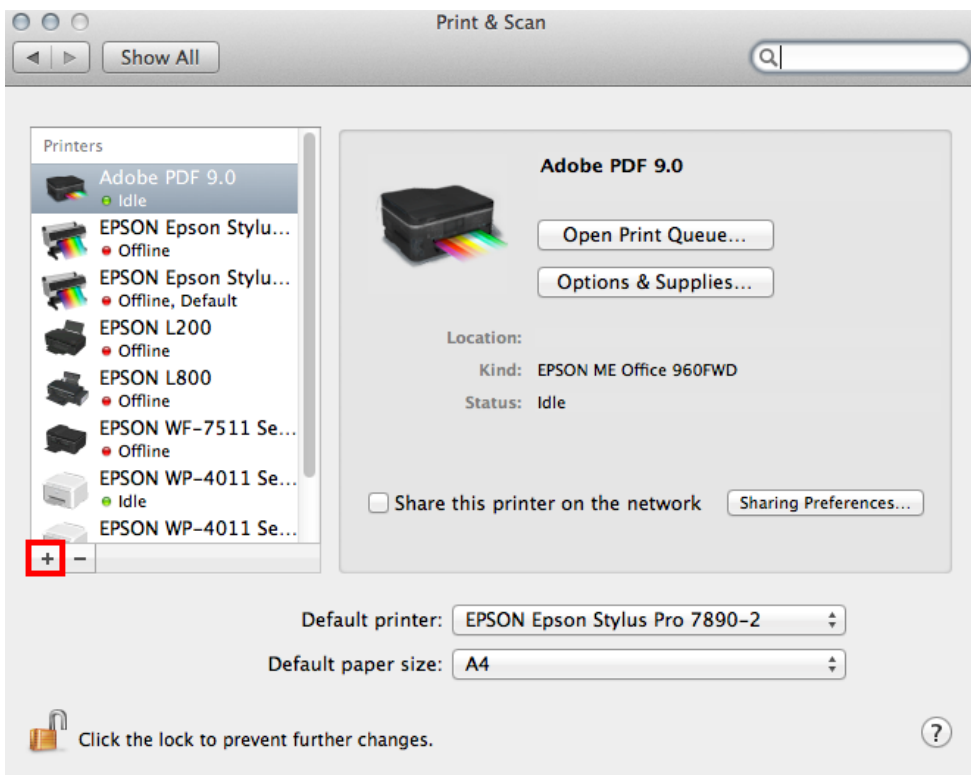 Print & Scan
Show All
Printers
Adobe PDF 9.0
Idle
EPSON Epson Stylu...
Offline
EPSON Epson Stylu...
Offline, Default
EPSON L200
Offline
EPSON L800
Offline
EPSON WF-7511 Se...
Offline
EPSON WP-4011 Se...
Idle
EPSON WP-4011 Se...
+ −
Adobe PDF 9.0
Open Print Queue...
Options & Supplies...
Location:
Kind: EPSON ME Office 960FWD
Status: Idle
Share this printer on the network Sharing Preferences...
Default printer: EPSON Epson Stylus Pro 7890-2
Default paper size: A4
Click the lock to prevent further changes. ?